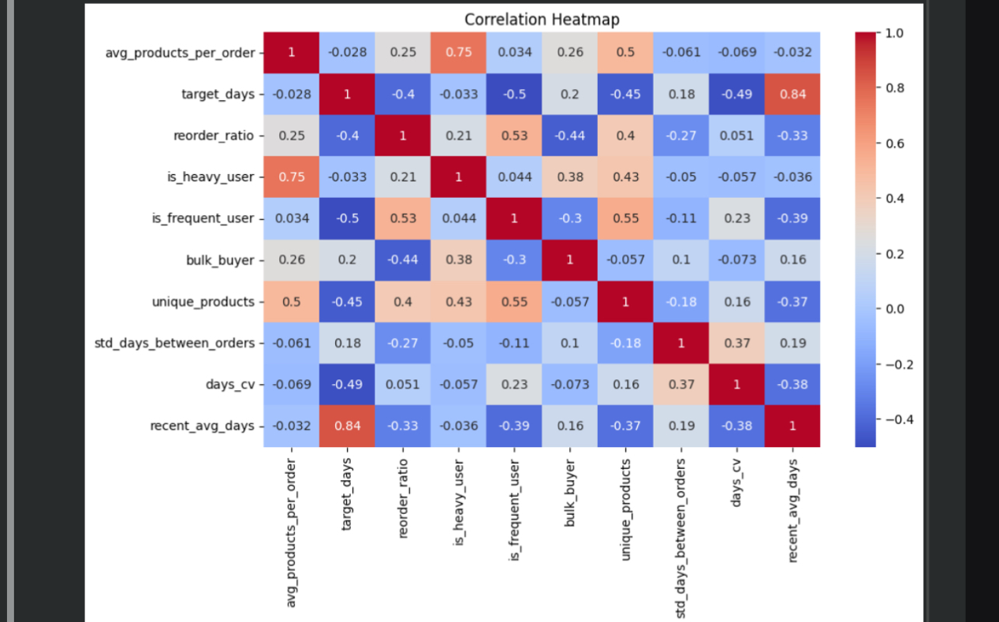 Correlation Heatmap
avg_products_per_order 1 -0.028 0.25 0.75 0.034 0.26 0.5 -0.061 -0.069 -0.032
target_days -0.028 1 -0.4 -0.033 -0.5 0.2 -0.45 0.18 -0.49 0.84
reorder_ratio 0.25 -0.4 1 0.21 0.53 -0.44 0.4 -0.27 0.051 -0.33
is_heavy_user 0.75 -0.033 0.21 1 0.044 0.38 0.43 -0.05 -0.057 -0.036
is_frequent_user 0.034 -0.5 0.53 0.044 1 -0.3 0.55 -0.11 0.23 -0.39
bulk_buyer 0.26 0.2 -0.44 0.38 -0.3 1 -0.057 0.1 -0.073 0.16
unique_products 0.5 -0.45 0.4 0.43 0.55 -0.057 1 -0.18 0.16 -0.37
std_days_between_orders -0.061 0.18 -0.27 -0.05 -0.11 0.1 -0.18 1 0.37 0.19
days_cv -0.069 -0.49 0.051 -0.057 0.23 -0.073 0.16 0.37 1 -0.38
recent_avg_days -0.032 0.84 -0.33 -0.036 -0.39 0.16 -0.37 0.19 -0.38 1
avg_products_per_order
target_days
reorder_ratio
is_heavy_user
is_frequent_user
bulk_buyer
unique_products
std_days_between_orders
days_cv
recent_avg_days
1.0
0.8
0.6
0.4
0.2
0.0
−0.2
−0.4